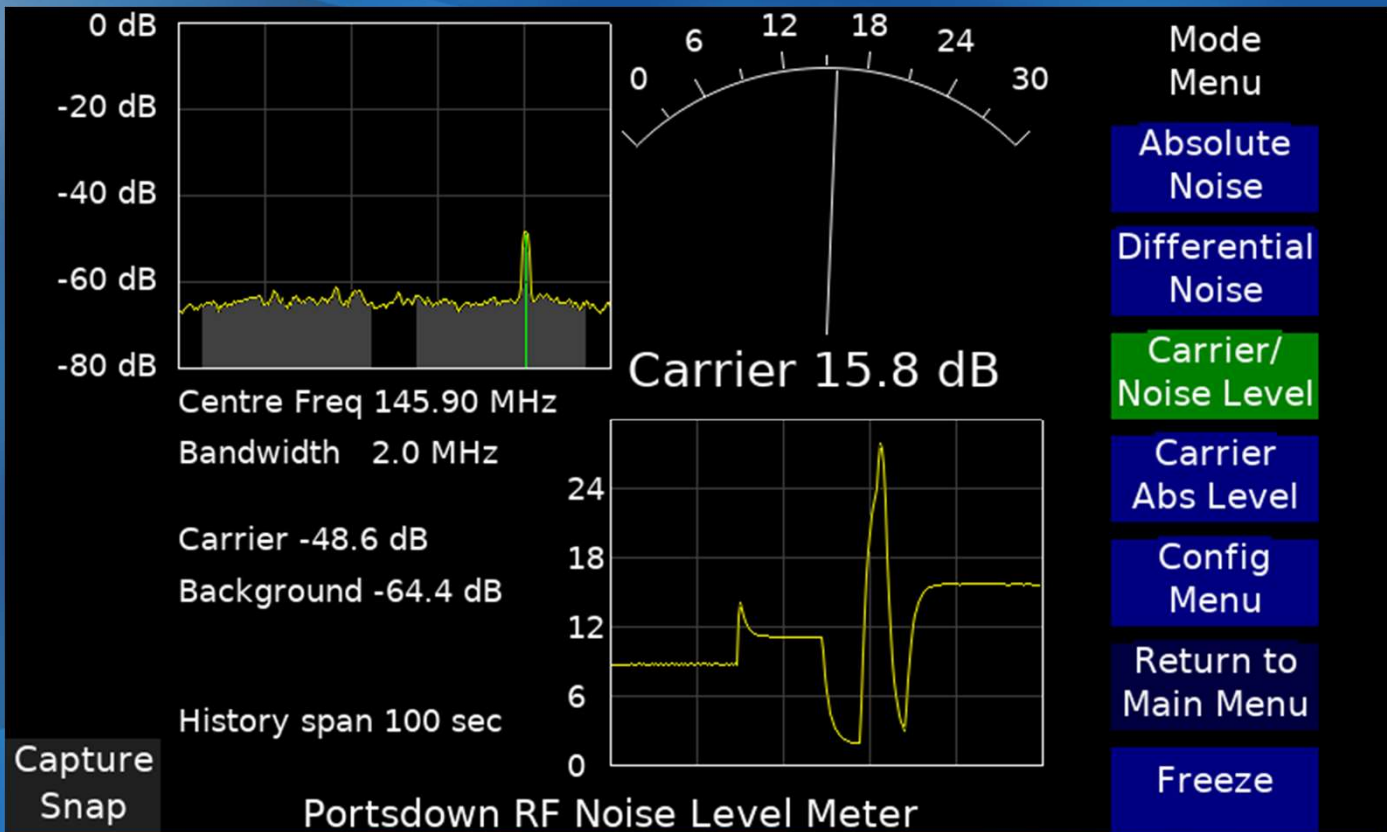 0 dB
-20 dB
-40 dB
-60 dB
-80 dB
0 6 12 18 24 30
Carrier 15.8 dB
Centre Freq 145.90 MHz
Bandwidth 2.0 MHz
Carrier -48.6 dB
Background -64.4 dB
History span 100 sec
24
18
12
6
0
Capture
Snap
Portsdown RF Noise Level Meter
Mode
Menu
Absolute
Noise
Differential
Noise
Carrier/
Noise Level
Carrier
Abs Level
Config
Menu
Return to
Main Menu
Freeze